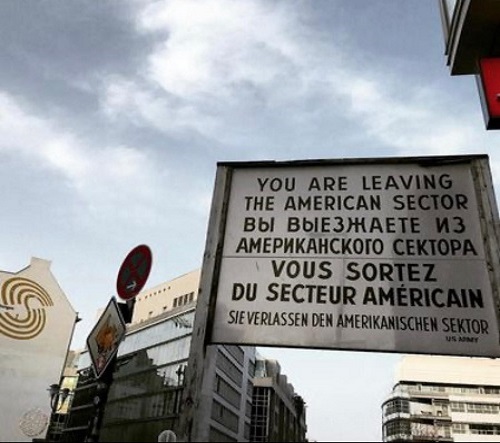 YOU ARE LEAVING
THE AMERICAN SECTOR
ВЫ ВЫЕЗЖАЕТЕ ИЗ
АМЕРИКАНСКОГО СЕКТОРА
VOUS SORTEZ
DU SECTEUR AMÉRICAIN
SIE VERLASSEN DEN AMERIKANISCHEN SEKTOR
US ARMY